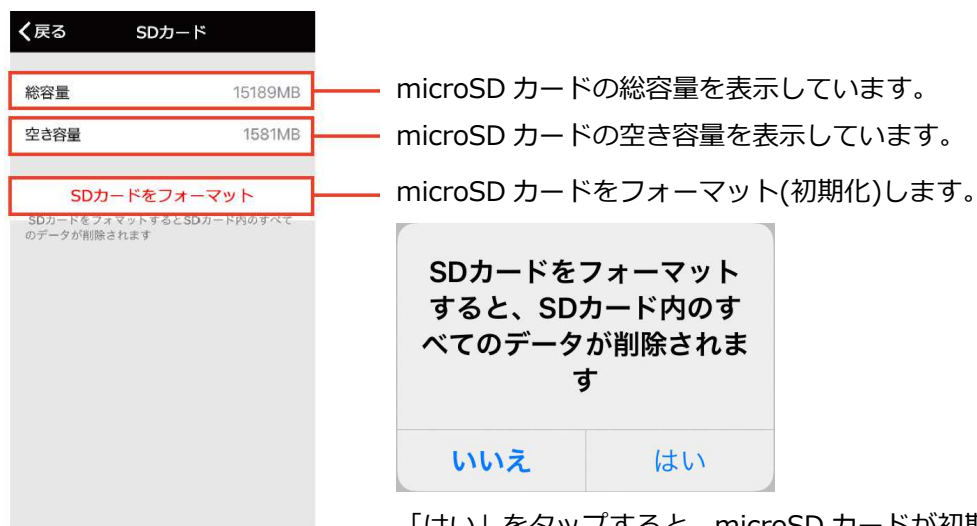 戻る SDカード
総容量 15189MB
microSD カードの総容量を表示しています。
空き容量 1581MB
microSD カードの空き容量を表示しています。
SDカードをフォーマット
microSD カードをフォーマット(初期化)します。
SDカードをフォーマットするとSDカード内のすべて
のデータが削除されます
SDカードをフォーマット
すると、SDカード内のす
べてのデータが削除されま
す
いいえ はい
「はい」をタップすると、microSD カードが初期